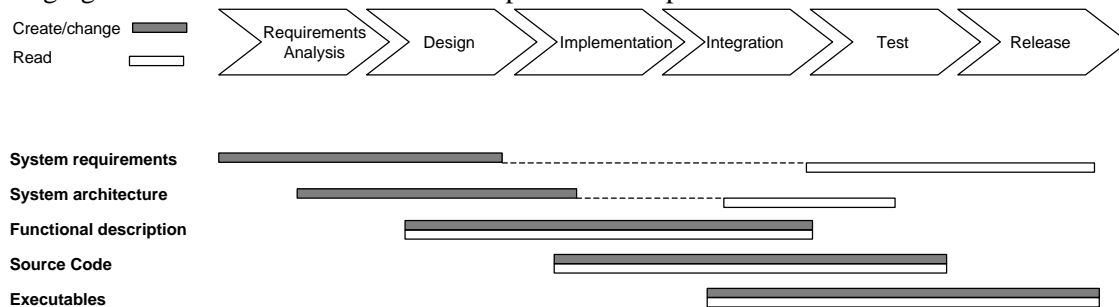 Create/change
Read
Requirements
Analysis
Design
Implementation
Integration
Test
Release
System requirements
System architecture
Functional description
Source Code
Executables